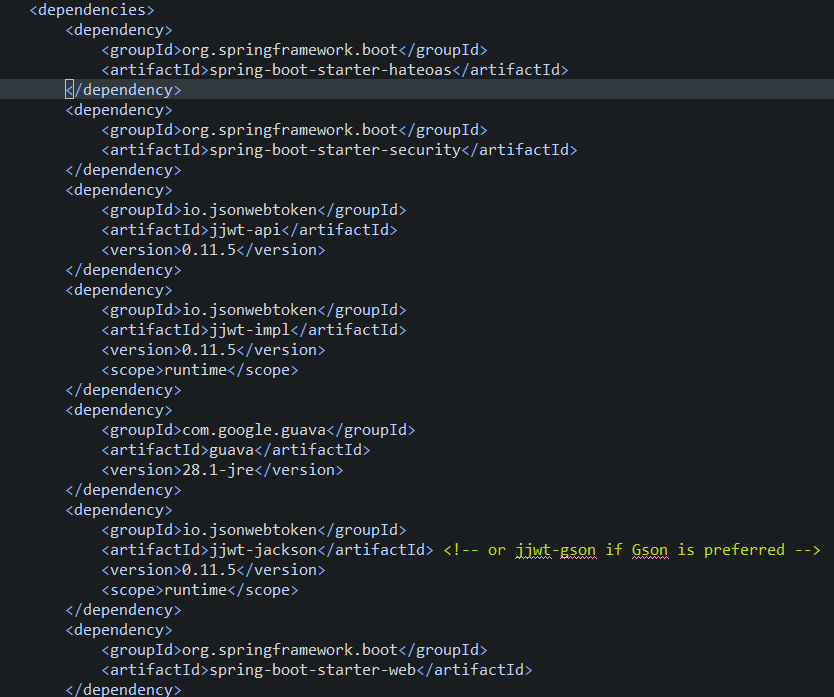 <dependencies>
<dependency>
<groupId>org.springframework.boot</groupId>
<artifactId>spring-boot-starter-hateoas</artifactId>
</dependency>
<dependency>
<groupId>org.springframework.boot</groupId>
<artifactId>spring-boot-starter-security</artifactId>
</dependency>
<dependency>
<groupId>io.jsonwebtoken</groupId>
<artifactId>jjwt-api</artifactId>
<version>0.11.5</version>
</dependency>
<dependency>
<groupId>io.jsonwebtoken</groupId>
<artifactId>jjwt-impl</artifactId>
<version>0.11.5</version>
<scope>runtime</scope>
</dependency>
<dependency>
<groupId>com.google.guava</groupId>
<artifactId>guava</artifactId>
<version>28.1-jre</version>
</dependency>
<dependency>
<groupId>io.jsonwebtoken</groupId>
<artifactId>jjwt-jackson</artifactId> <!-- or jjwt-gson if Gson is preferred -->
<version>0.11.5</version>
<scope>runtime</scope>
</dependency>
<dependency>
<groupId>org.springframework.boot</groupId>
<artifactId>spring-boot-starter-web</artifactId>
</dependency>